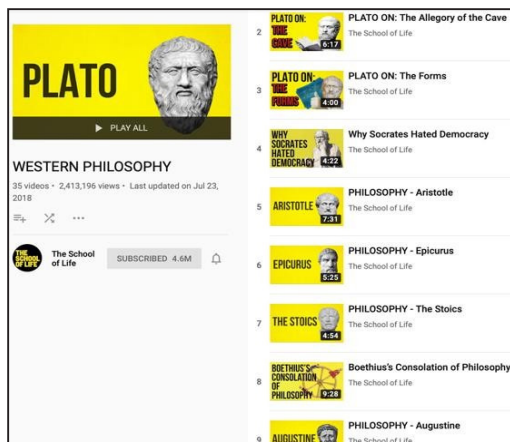 PLATO
PLAY ALL
WESTERN PHILOSOPHY
35 videos • 2,413,196 views • Last updated on Jul 23,
2018
THE
SCHOOL
OF LIFE
The School
of Life
SUBSCRIBED 4.6M
2
PLATO ON:
THE
CAVE
6:17
PLATO ON: The Allegory of the Cave
The School of Life
3
PLATO ON:
THE
FORMS
4:00
PLATO ON: The Forms
The School of Life
4
WHY
SOCRATES
HATED
DEMOCRACY
4:22
Why Socrates Hated Democracy
The School of Life
5
ARISTOTLE
7:31
PHILOSOPHY - Aristotle
The School of Life
6
EPICURUS
5:25
PHILOSOPHY - Epicurus
The School of Life
7
THE STOICS
4:54
PHILOSOPHY - The Stoics
The School of Life
8
BOETHIUS'S
CONSOLATION
OF
PHILOSOPHY
9:28
Boethius's Consolation of Philosophy
The School of Life
9
AUGUSTINE
PHILOSOPHY - Augustine
The School of Life